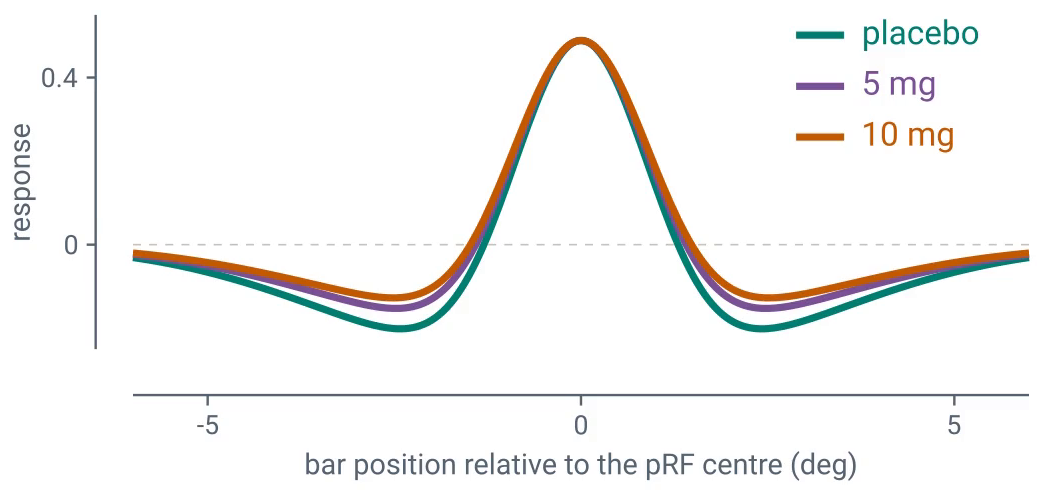 placebo
5 mg
10 mg
response
0.4
0
-5 0 5
bar position relative to the pRF centre (deg)